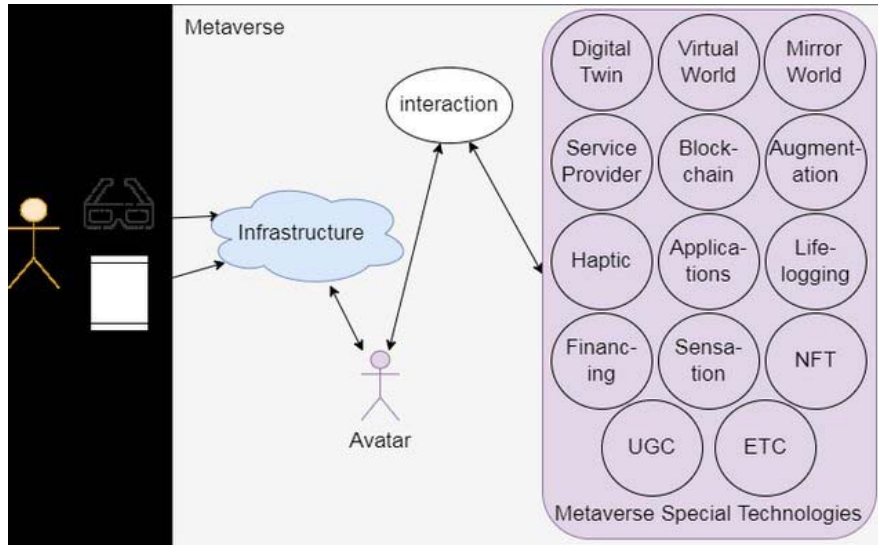 Metaverse
interaction
Infrastructure
Avatar
Digital
Twin
Virtual
World
Mirror
World
Service
Provider
Block-
chain
Augment-
ation
Haptic
Applica-
tions
Life-
logging
Financ-
ing
Sensa-
tion
NFT
UGC
ETC
Metaverse Special Technologies